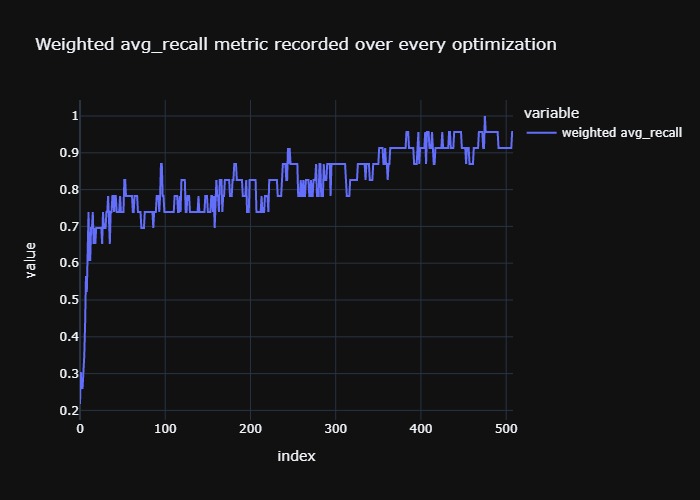 Weighted avg_recall metric recorded over every optimization
variable
weighted avg_recall
1
0.9
0.8
0.7
0.6
0.5
0.4
0.3
0.2
value
0 100 200 300 400 500
index